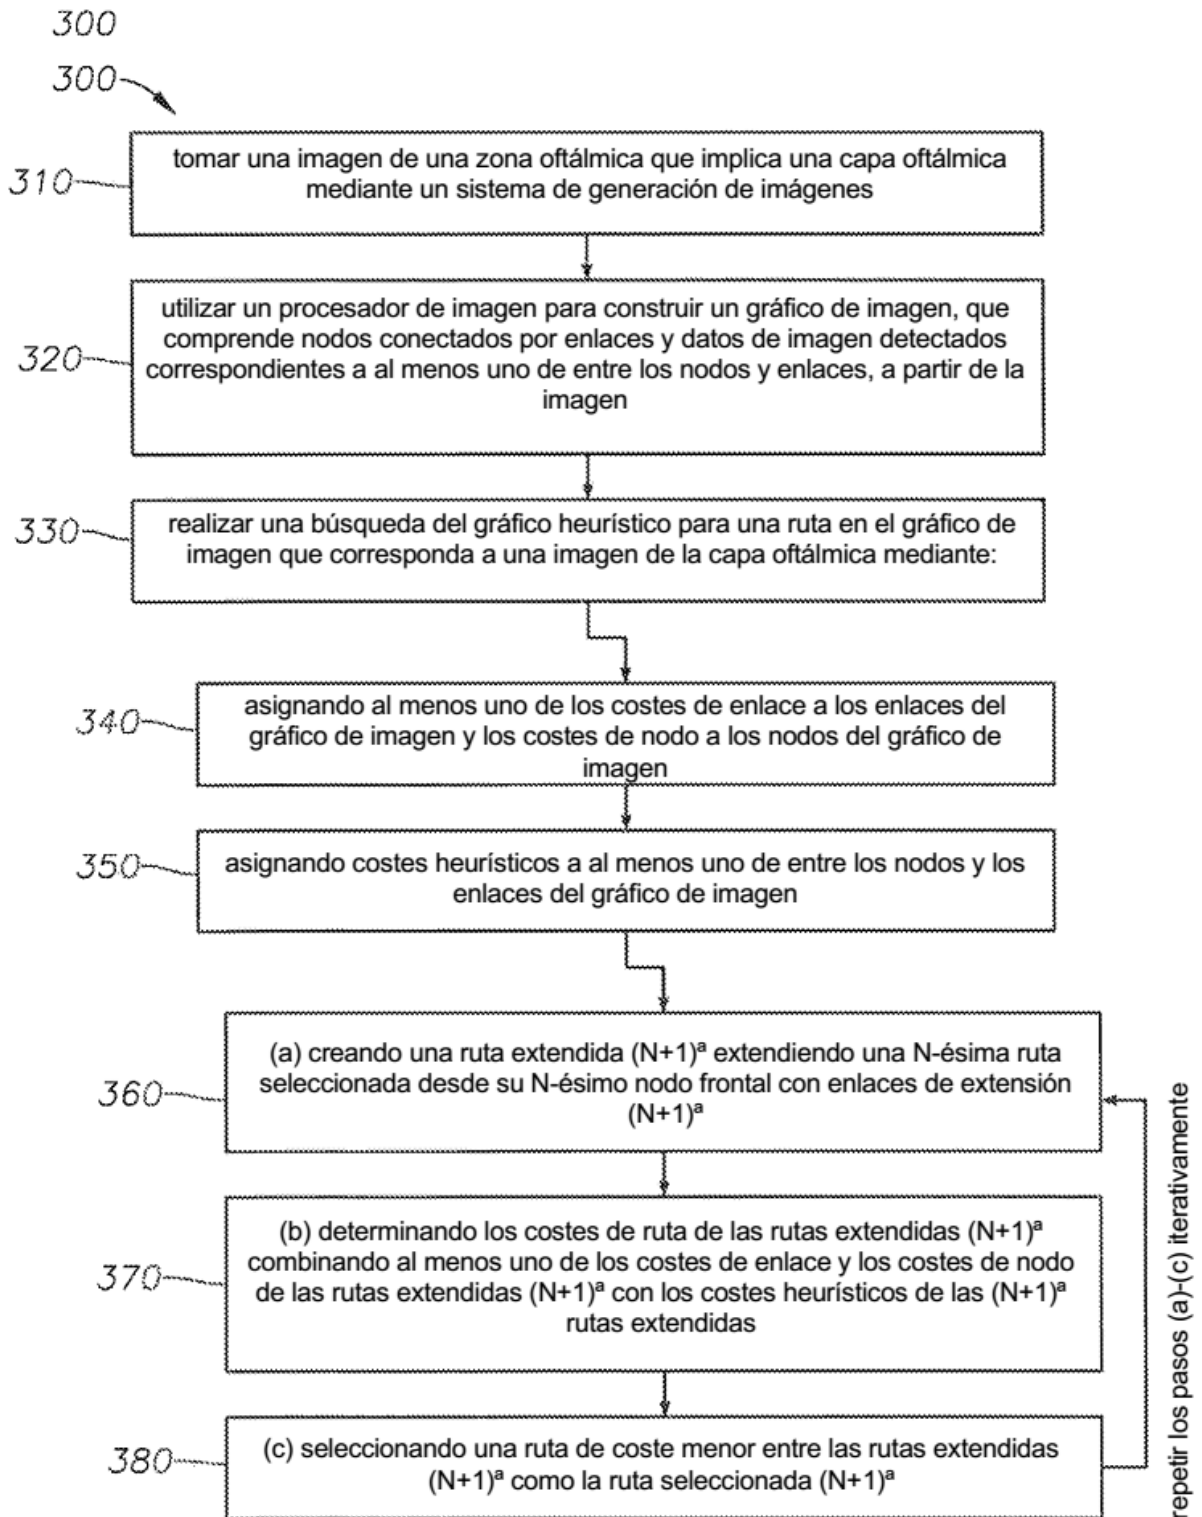 300
300
310
tomar una imagen de una zona oftálmica que implica una capa oftálmica
mediante un sistema de generación de imágenes
320
utilizar un procesador de imagen para construir un gráfico de imagen, que
comprende nodos conectados por enlaces y datos de imagen detectados
correspondientes a al menos uno de entre los nodos y enlaces, a partir de la
imagen
330
realizar una búsqueda del gráfico heurístico para una ruta en el gráfico de
imagen que corresponda a una imagen de la capa oftálmica mediante:
340
asignando al menos uno de los costes de enlace a los enlaces del
gráfico de imagen y los costes de nodo a los nodos del gráfico de
imagen
350
asignando costes heurísticos a al menos uno de entre los nodos y los
enlaces del gráfico de imagen
360
(a) creando una ruta extendida (N+1)ª extendiendo una N-ésima ruta
seleccionada desde su N-ésimo nodo frontal con enlaces de extensión
(N+1)ª
370
(b) determinando los costes de ruta de las rutas extendidas (N+1)ª
combinando al menos uno de los costes de enlace y los costes de nodo
de las rutas extendidas (N+1)ª con los costes heurísticos de las (N+1)ª
rutas extendidas
380
(c) seleccionando una ruta de coste menor entre las rutas extendidas
(N+1)ª como la ruta seleccionada (N+1)ª
repetir los pasos (a)-(c) iterativamente